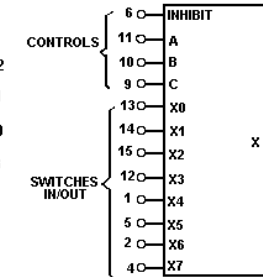 6 INHIBIT
CONTROLS
11 A
10 B
9 C
13 X0
14 X1
15 X2
X
SWITCHES
IN/OUT
12 X3
1 X4
5 X5
2 X6
4 X7
2